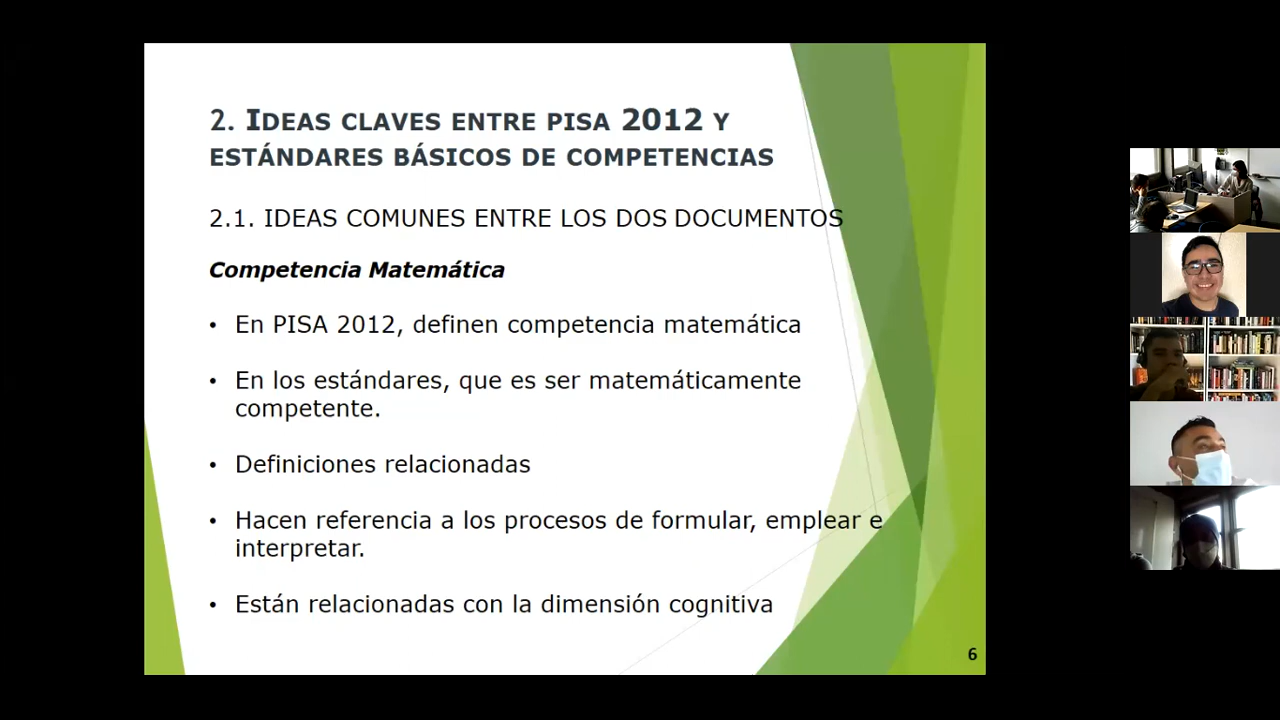 2. IDEAS CLAVES ENTRE PISA 2012 Y
ESTÁNDARES BÁSICOS DE COMPETENCIAS
2.1. IDEAS COMUNES ENTRE LOS DOS DOCUMENTOS
Competencia Matemática
• En PISA 2012, definen competencia matemática
• En los estándares, que es ser matemáticamente
competente.
• Definiciones relacionadas
• Hacen referencia a los procesos de formular, emplear e
interpretar.
• Están relacionadas con la dimensión cognitiva
6